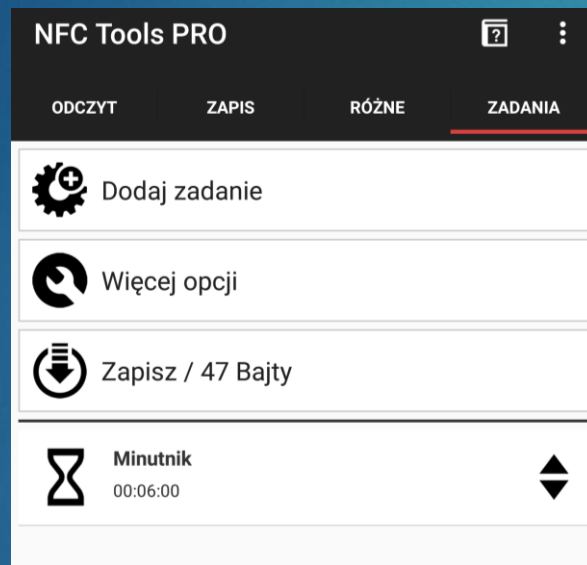 NFC Tools PRO
ODCZYT ZAPIS RÓŻNE ZADANIA
Dodaj zadanie
Więcej opcji
Zapisz / 47 Bajty
Minutnik
00:06:00